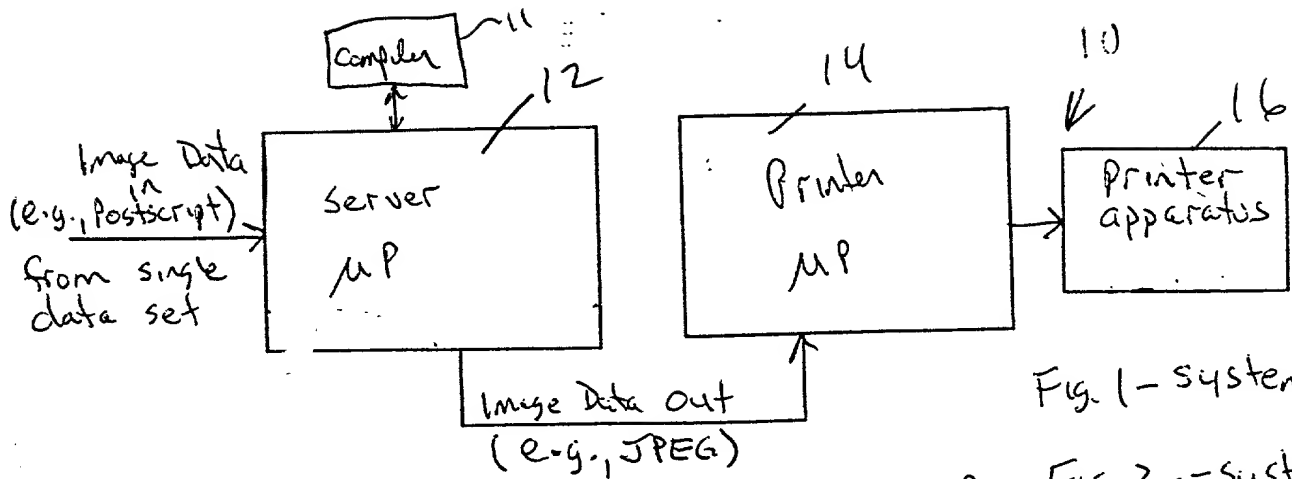 Compiler
11
12
14
10
16
Image Data
in
(e.g., Postscript)
from single
data set
Server
μP
Printer
μP
Printer
apparatus
Image Data Out
(e.g., JPEG)
Fig. 1 - System
Fig. 2 - Syst